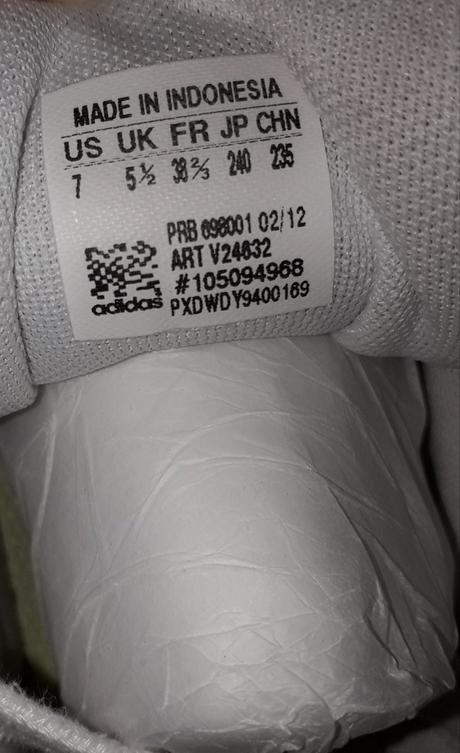 MADE IN INDONESIA
US UK FR JP CHN
7 5½ 38⅔ 240 235
PRB 698001 02/12
ART V24632
#105094968
PXDWDY9400169
adidas